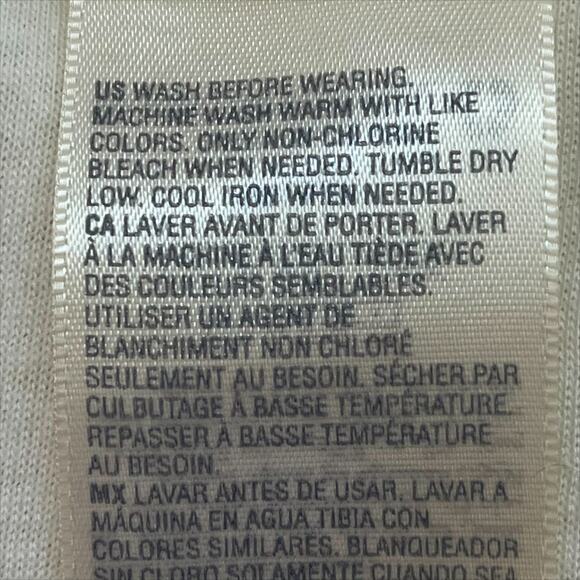 US WASH BEFORE WEARING.
MACHINE WASH WARM WITH LIKE
COLORS. ONLY NON-CHLORINE
BLEACH WHEN NEEDED. TUMBLE DRY
LOW. COOL IRON WHEN NEEDED.
CA LAVER AVANT DE PORTER. LAVER
À LA MACHINE À L'EAU TIÈDE AVEC
DES COULEURS SEMBLABLES.
UTILISER UN AGENT DE
BLANCHIMENT NON CHLORÉ
SEULEMENT AU BESOIN. SÉCHER PAR
CULBUTAGE À BASSE TEMPÉRATURE.
REPASSER À BASSE TEMPÉRATURE
AU BESOIN.
MX LAVAR ANTES DE USAR. LAVAR A
MÁQUINA EN AGUA TIBIA CON
COLORES SIMILARES. BLANQUEADOR
SIN CLORO SOLAMENTE CUANDO SEA